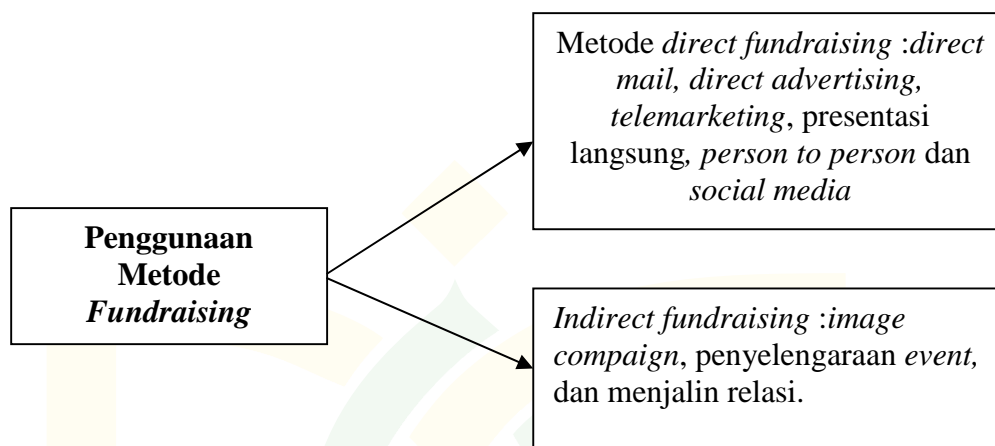 Metode direct fundraising :direct
mail, direct advertising,
telemarketing, presentasi
langsung, person to person dan
social media
Penggunaan
Metode
Fundraising
Indirect fundraising :image
compaign, penyelengaraan event,
dan menjalin relasi.